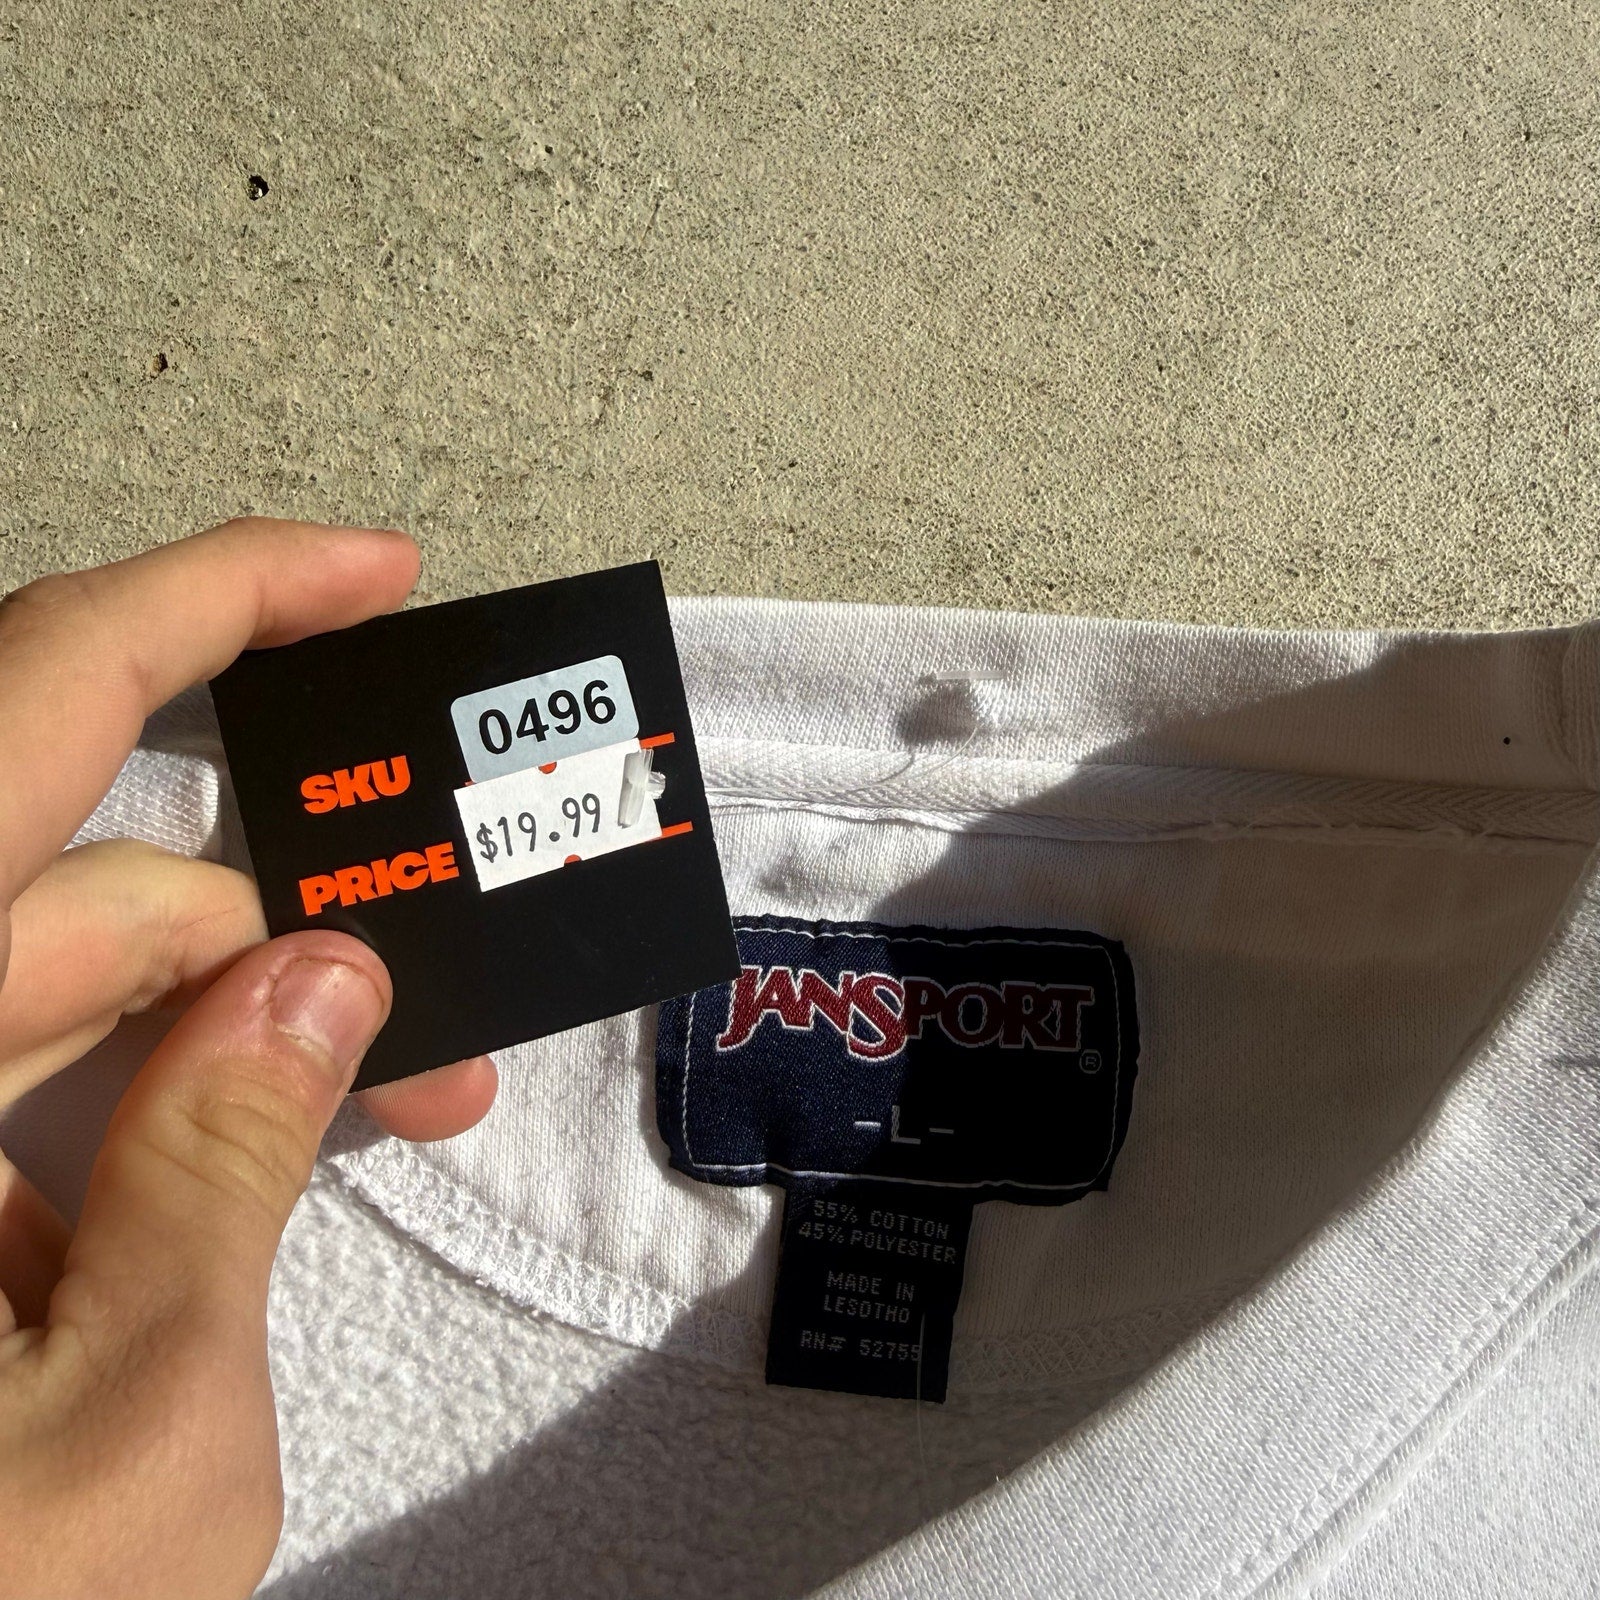 0496
SKU
$19.99
PRICE
JANSPORT
®
-L-
55% COTTON
45% POLYESTER
MADE IN
LESOTHO
RN# 52755